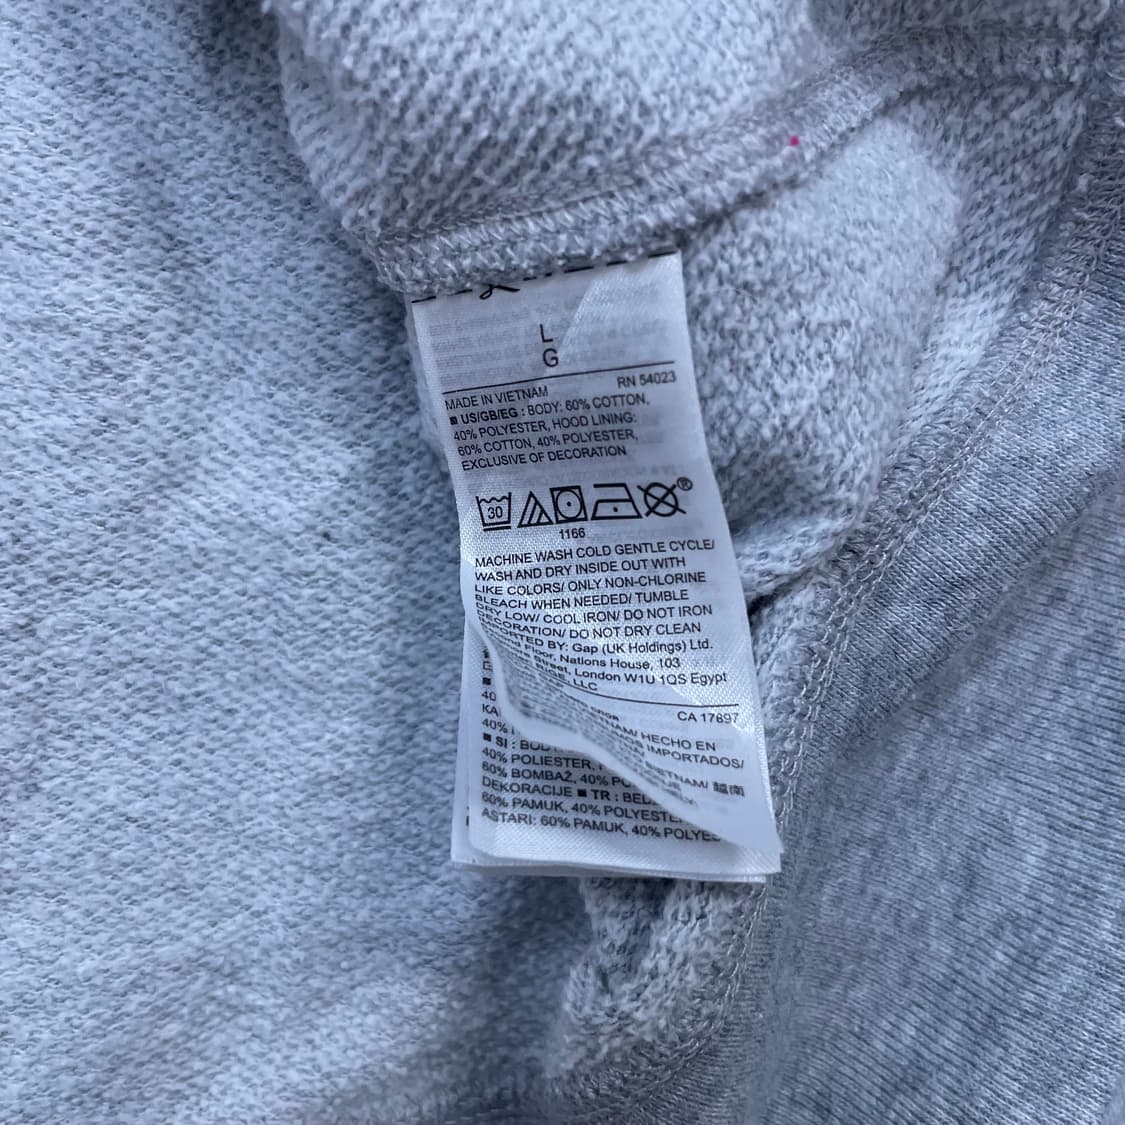 L
G
MADE IN VIETNAM RN 54023
■ US/GB/EG : BODY: 60% COTTON,
40% POLYESTER, HOOD LINING:
60% COTTON, 40% POLYESTER,
EXCLUSIVE OF DECORATION
30
®
1166
MACHINE WASH COLD GENTLE CYCLE/
WASH AND DRY INSIDE OUT WITH
LIKE COLORS/ ONLY NON-CHLORINE
BLEACH WHEN NEEDED/ TUMBLE
DRY LOW/ COOL IRON/ DO NOT IRON
DECORATION/ DO NOT DRY CLEAN
IMPORTED BY: Gap (UK Holdings) Ltd.
Floor, Nations House, 103
Street, London W1U 1QS Egypt
LLC
CA 17897
HECHO EN
IMPORTADOS/
40
KA
40%
■ SI : BOD
40% POLIESTER,
60% BOMBAŽ, 40% PO
DEKORACIJE ■ TR : BED
60% PAMUK, 40% POLYESTE
ASTARI: 60% PAMUK, 40% POLYES